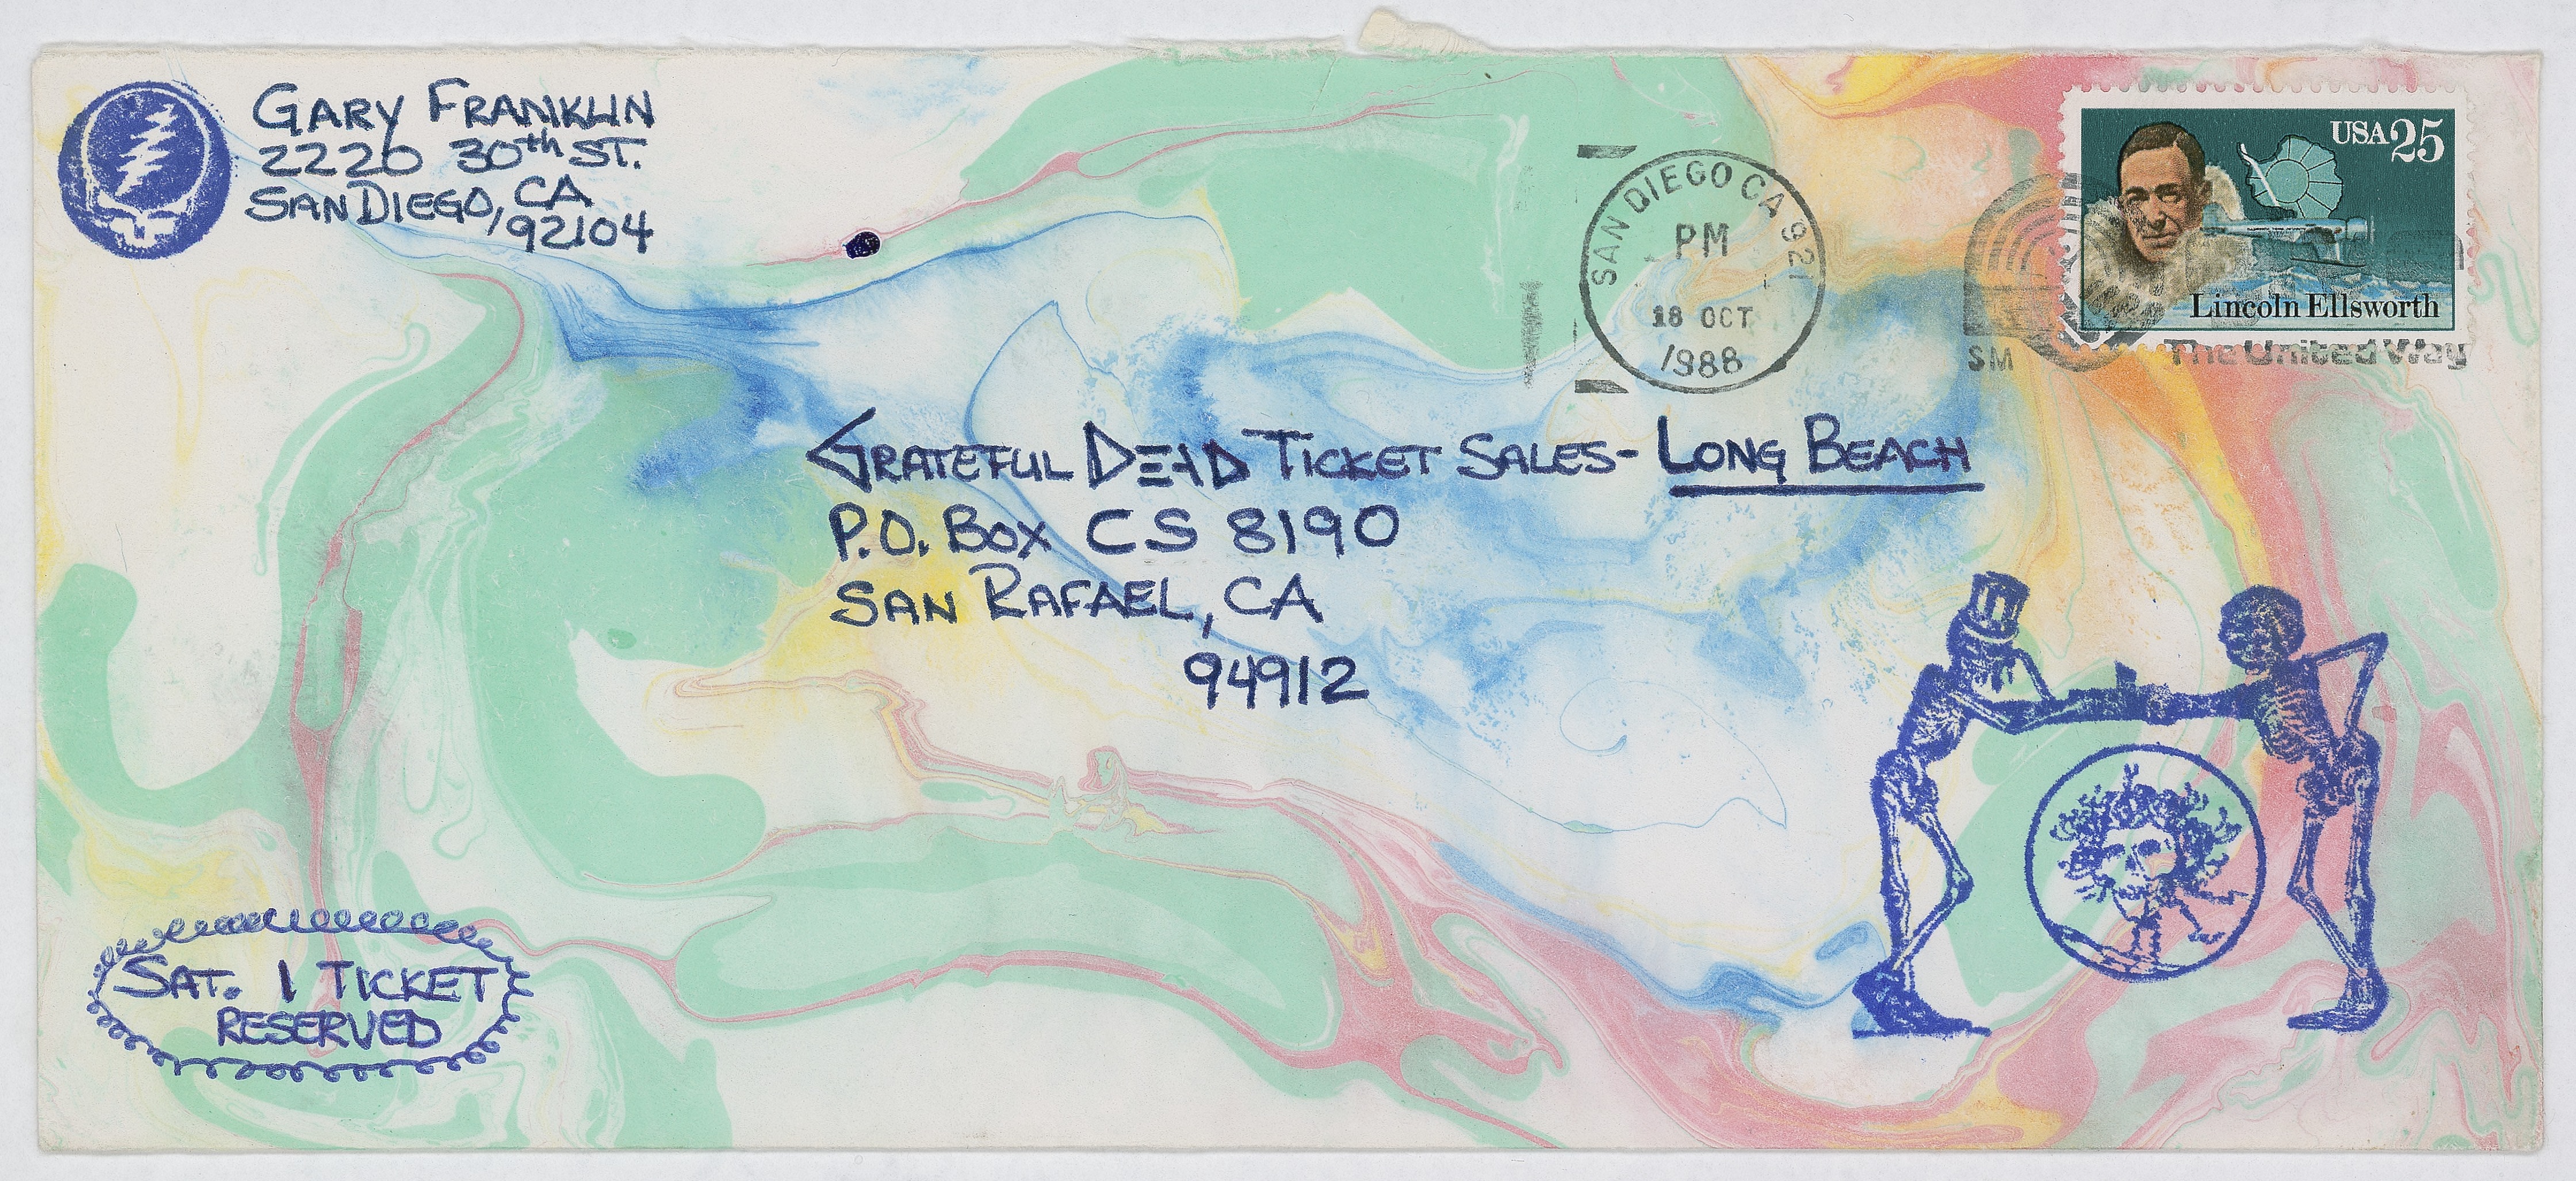 GARY FRANKLIN
2220 30th ST.
SAN DIEGO, CA
92104
SAN DIEGO CA 921
PM
18 OCT
1988
USA 25
Lincoln Ellsworth
SM
The United Way
GRATEFUL DEAD TICKET SALES - LONG BEACH
P.O. BOX CS 8190
SAN RAFAEL, CA
94912
SAT. 1 TICKET
RESERVED